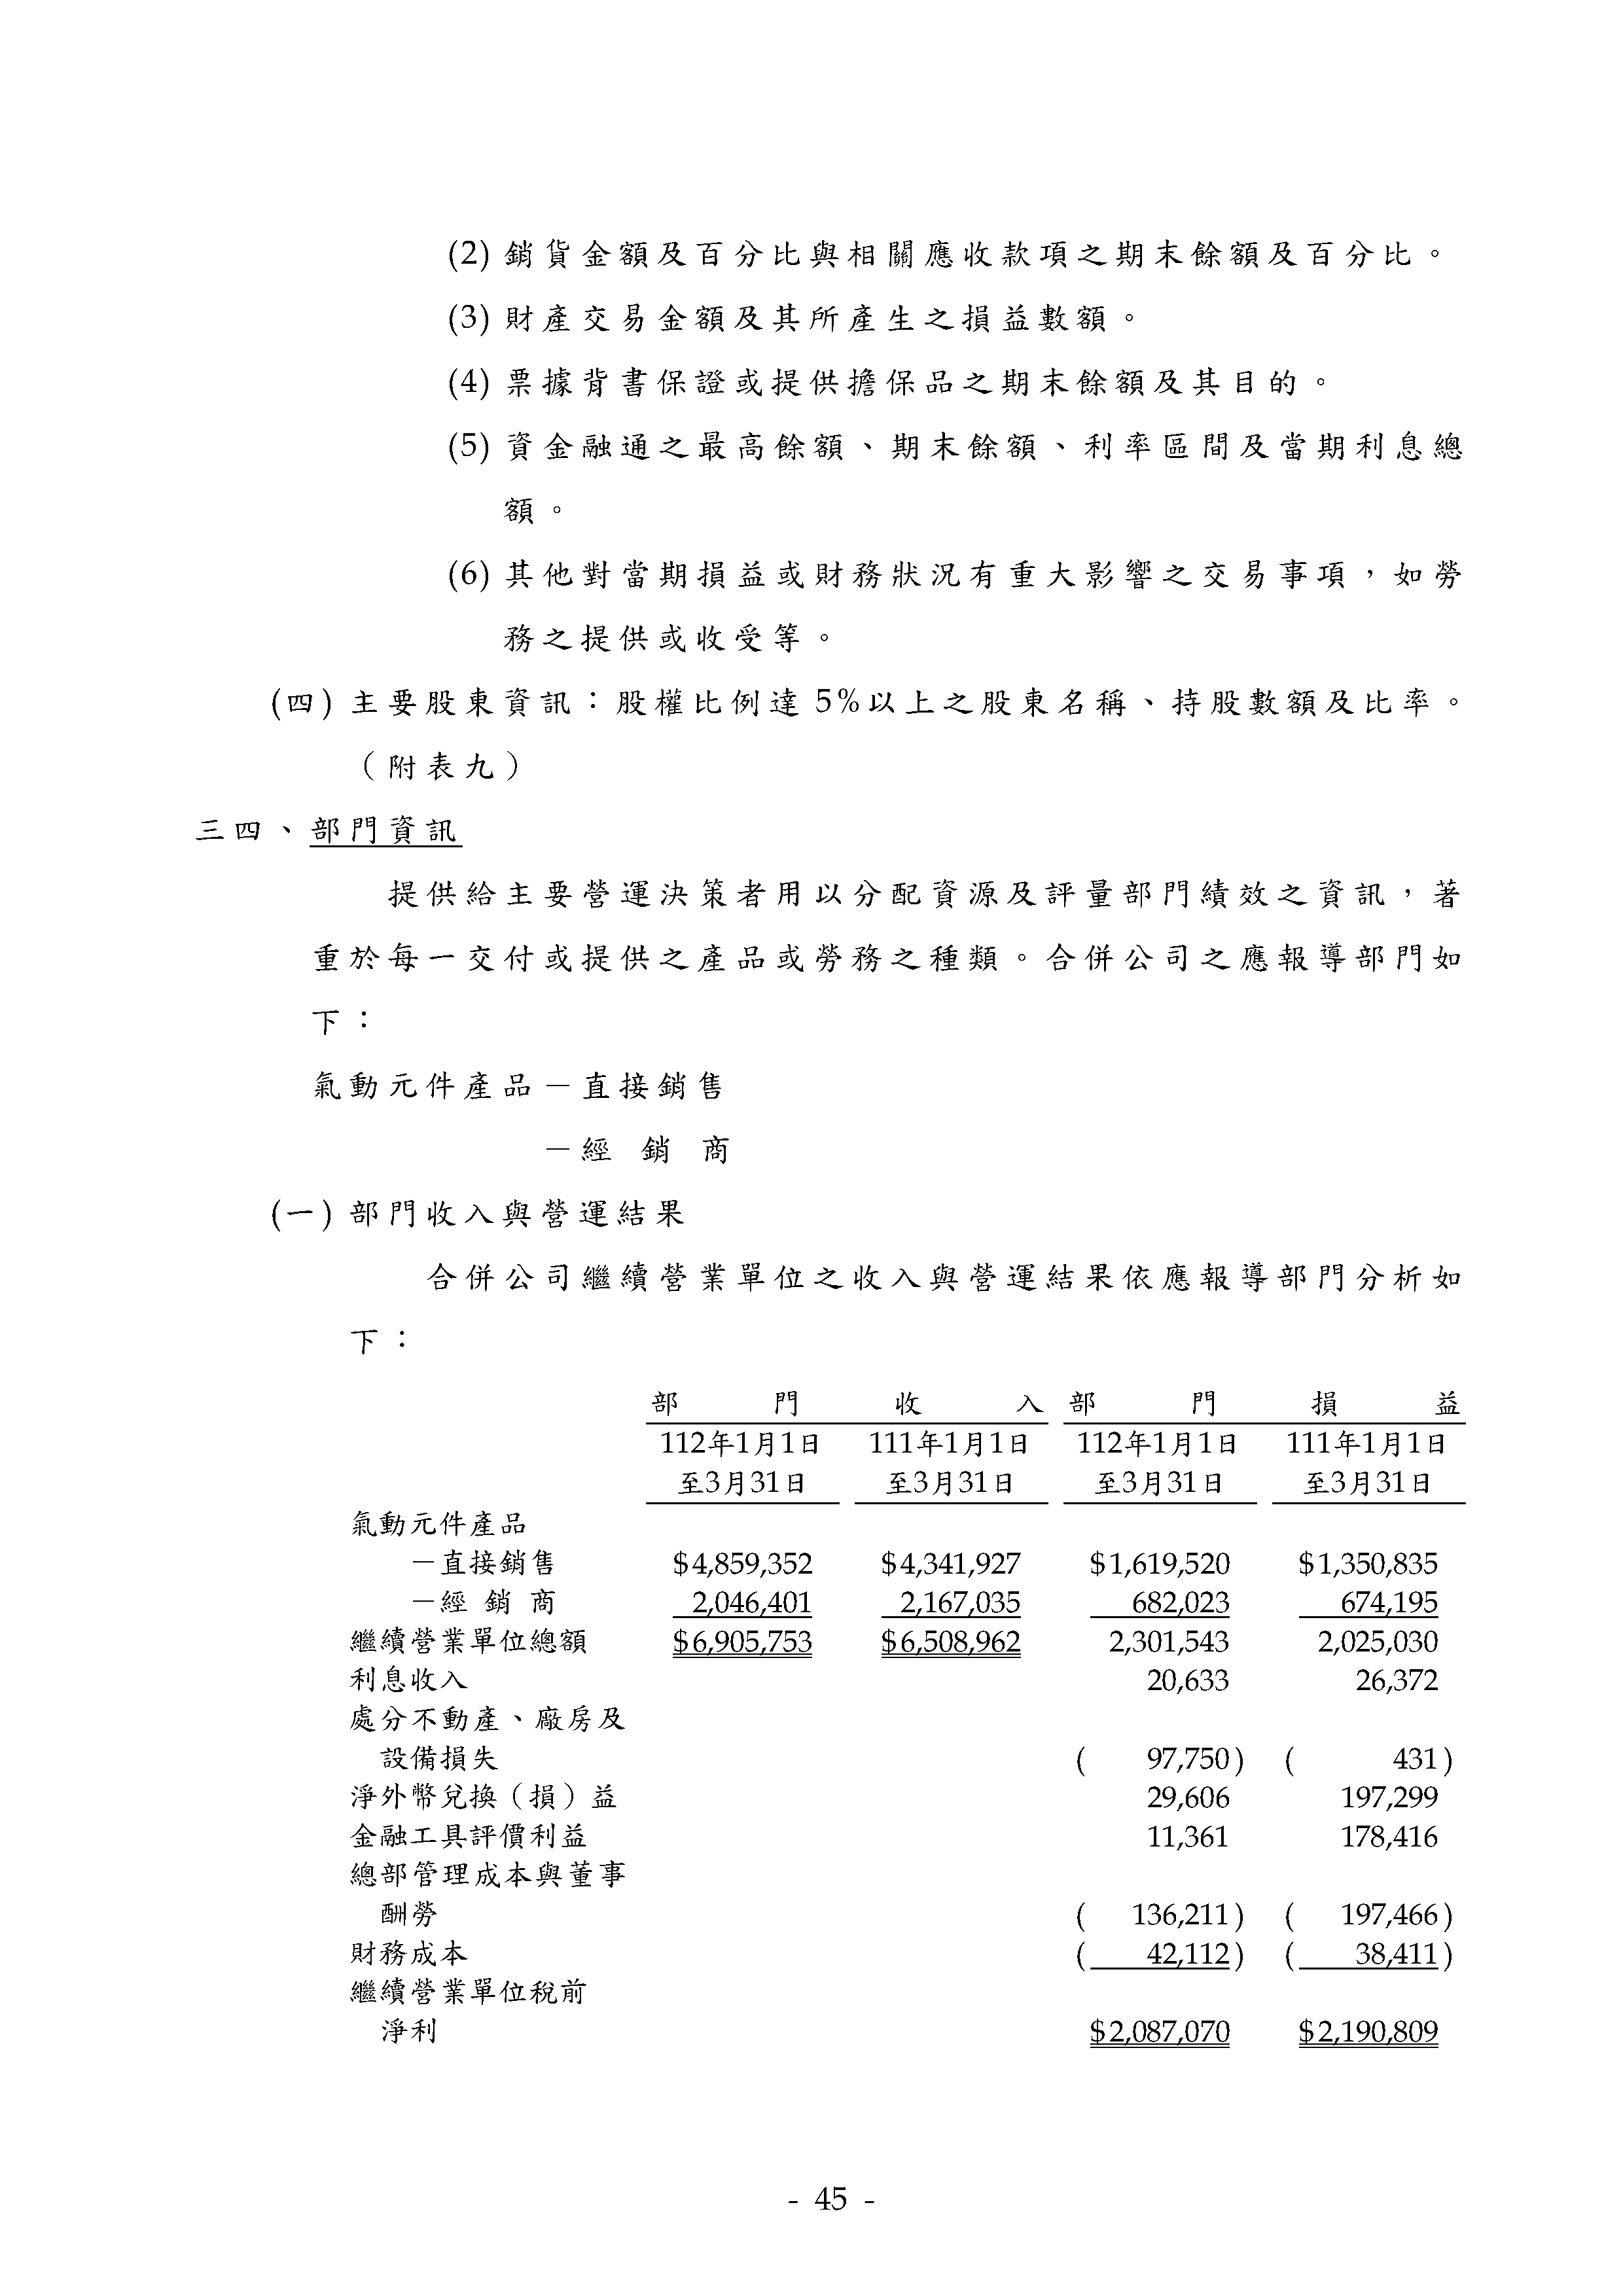 (2) 銷貨金額及百分比與相關應收款項之期末餘額及百分比。
(3) 財產交易金額及其所產生之損益數額。
(4) 票據背書保證或提供擔保品之期末餘額及其目的。
(5) 資金融通之最高餘額、期末餘額、利率區間及當期利息總
額。
(6) 其他對當期損益或財務狀況有重大影響之交易事項，如勞
務之提供或收受等。
(四) 主要股東資訊：股權比例達 5%以上之股東名稱、持股數額及比率。
（附表九）
三四、部門資訊
提供給主要營運決策者用以分配資源及評量部門績效之資訊，著
重於每一交付或提供之產品或勞務之種類。合併公司之應報導部門如
下：
氣動元件產品－直接銷售
－經 銷 商
(一) 部門收入與營運結果
合併公司繼續營業單位之收入與營運結果依應報導部門分析如
下：
部 門 收 入 部 門 損 益
112年1月1日 111年1月1日 112年1月1日 111年1月1日
至3月31日 至3月31日 至3月31日 至3月31日
氣動元件產品
－直接銷售 $4,859,352 $4,341,927 $1,619,520 $1,350,835
－經 銷 商 2,046,401 2,167,035 682,023 674,195
繼續營業單位總額 $6,905,753 $6,508,962 2,301,543 2,025,030
利息收入 20,633 26,372
處分不動產、廠房及
設備損失 ( 97,750) ( 431)
淨外幣兌換（損）益 29,606 197,299
金融工具評價利益 11,361 178,416
總部管理成本與董事
酬勞 ( 136,211) ( 197,466)
財務成本 ( 42,112) ( 38,411)
繼續營業單位稅前
淨利 $2,087,070 $2,190,809
- 45 -